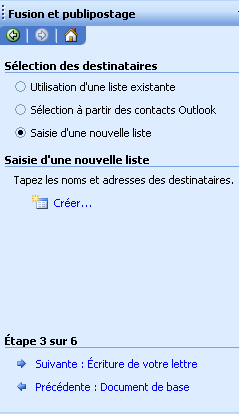 Fusion et publipostage
Sélection des destinataires
Utilisation d'une liste existante
Sélection à partir des contacts Outlook
Saisie d'une nouvelle liste
Saisie d'une nouvelle liste
Tapez les noms et adresses des destinataires.
Créer...
Étape 3 sur 6
Suivante : Écriture de votre lettre
Précédente : Document de base